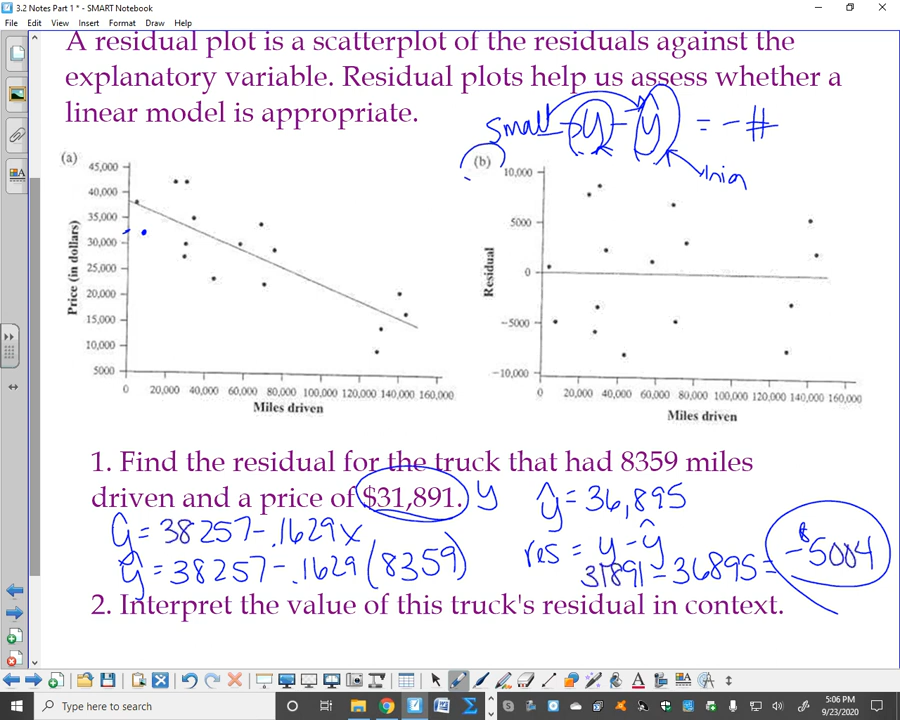 3.2 Notes Part 1 * - SMART Notebook
File Edit View Insert Format Draw Help
A residual plot is a scatterplot of the residuals against the
explanatory variable. Residual plots help us assess whether a
linear model is appropriate.
small y - ŷ = - #
line
(a)
45,000
40,000
35,000
30,000
25,000
20,000
15,000
10,000
5000
Price (in dollars)
0 20,000 40,000 60,000 80,000 100,000 120,000 140,000 160,000
Miles driven
(b)
10,000
5000
0
-5000
-10,000
Residual
0 20,000 40,000 60,000 80,000 100,000 120,000 140,000 160,000
Miles driven
1. Find the residual for the truck that had 8359 miles
driven and a price of $31,891. y
ŷ = 36,895
ŷ = 38257 - .1629x
res = y - ŷ
ŷ = 38257 - .1629(8359)
31891 - 36895 = -$5004
2. Interpret the value of this truck's residual in context.
Type here to search
5:06 PM
9/23/2020